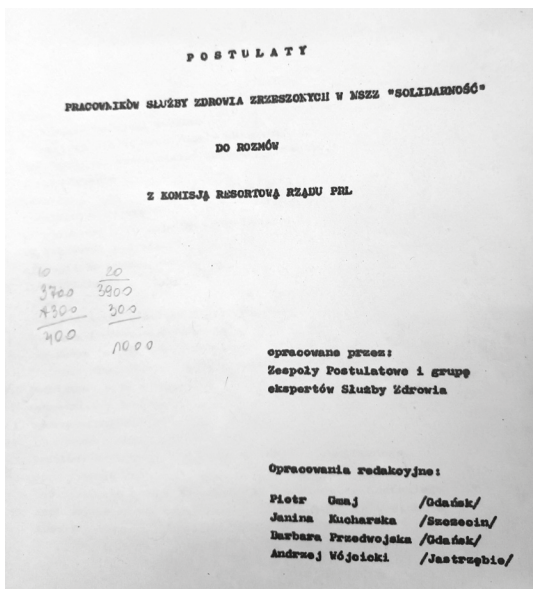 POSTULATY
PRACOWNIKÓW SŁUŻBY ZDROWIA ZRZESZONYCH W NSZZ "SOLIDARNOŚĆ"
DO ROZMÓW
Z KOMISJĄ RESORTOWĄ RZĄDU PRL
20
3700 3900
300
400
1000
opracowane przez:
Zespoły Postulatowe i grupę
ekspertów Służby Zdrowia
Opracowania redakcyjne:
Piotr Gmaj /Gdańsk/
Janina Kucharska /Szczecin/
Barbara Przedwojska /Gdańsk/
Andrzej Wójcicki /Jastrzębie/